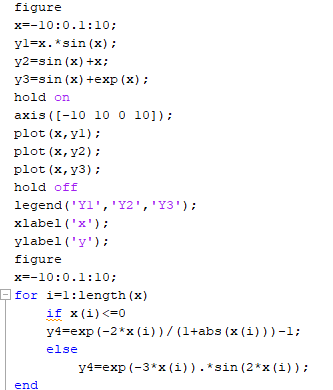 figure
x=-10:0.1:10;
y1=x.*sin(x);
y2=sin(x)+x;
y3=sin(x)+exp(x);
hold on
axis([-10 10 0 10]);
plot(x,y1);
plot(x,y2);
plot(x,y3);
hold off
legend('Y1','Y2','Y3');
xlabel('x');
ylabel('y');
figure
x=-10:0.1:10;
for i=1:length(x)
    if x(i)<=0
    y4=exp(-2*x(i))/(1+abs(x(i)))-1;
    else
        y4=exp(-3*x(i)).*sin(2*x(i));
end